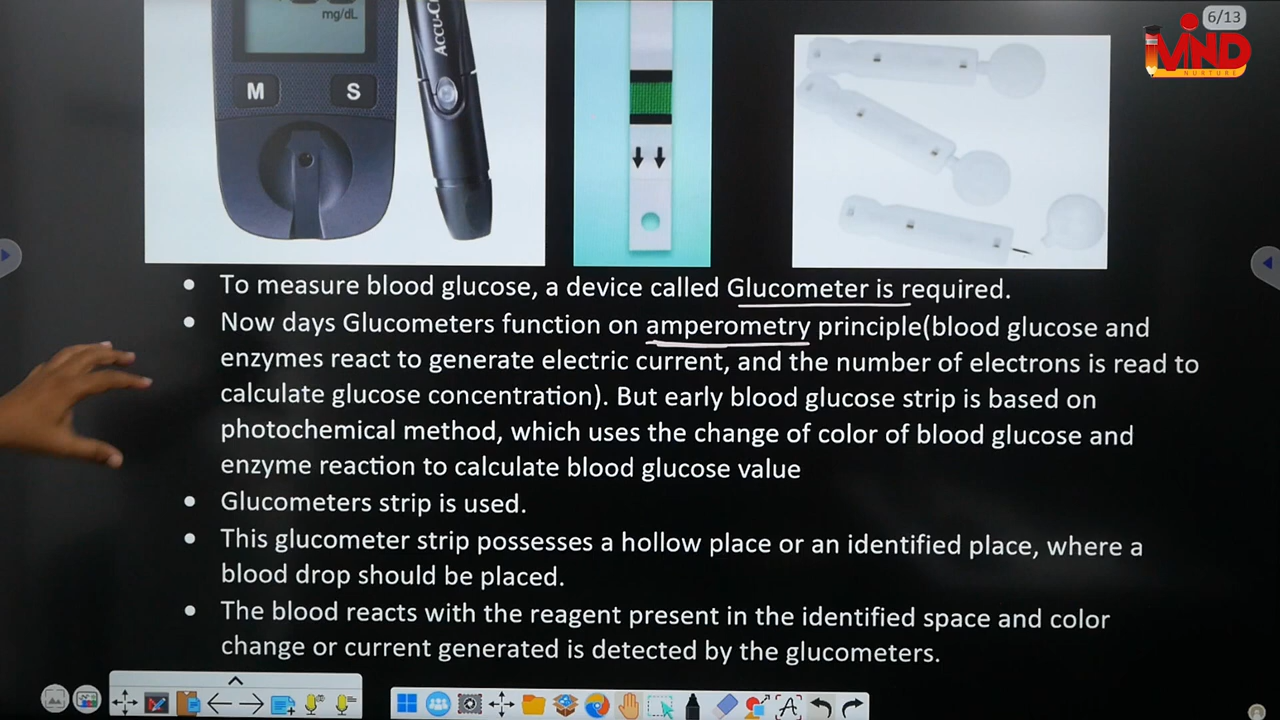 6/13
MIND
NURTURE
mg/dL
ACCU-C
M
S
• To measure blood glucose, a device called Glucometer is required.
• Now days Glucometers function on amperometry principle(blood glucose and
enzymes react to generate electric current, and the number of electrons is read to
calculate glucose concentration). But early blood glucose strip is based on
photochemical method, which uses the change of color of blood glucose and
enzyme reaction to calculate blood glucose value
• Glucometers strip is used.
• This glucometer strip possesses a hollow place or an identified place, where a
blood drop should be placed.
• The blood reacts with the reagent present in the identified space and color
change or current generated is detected by the glucometers.